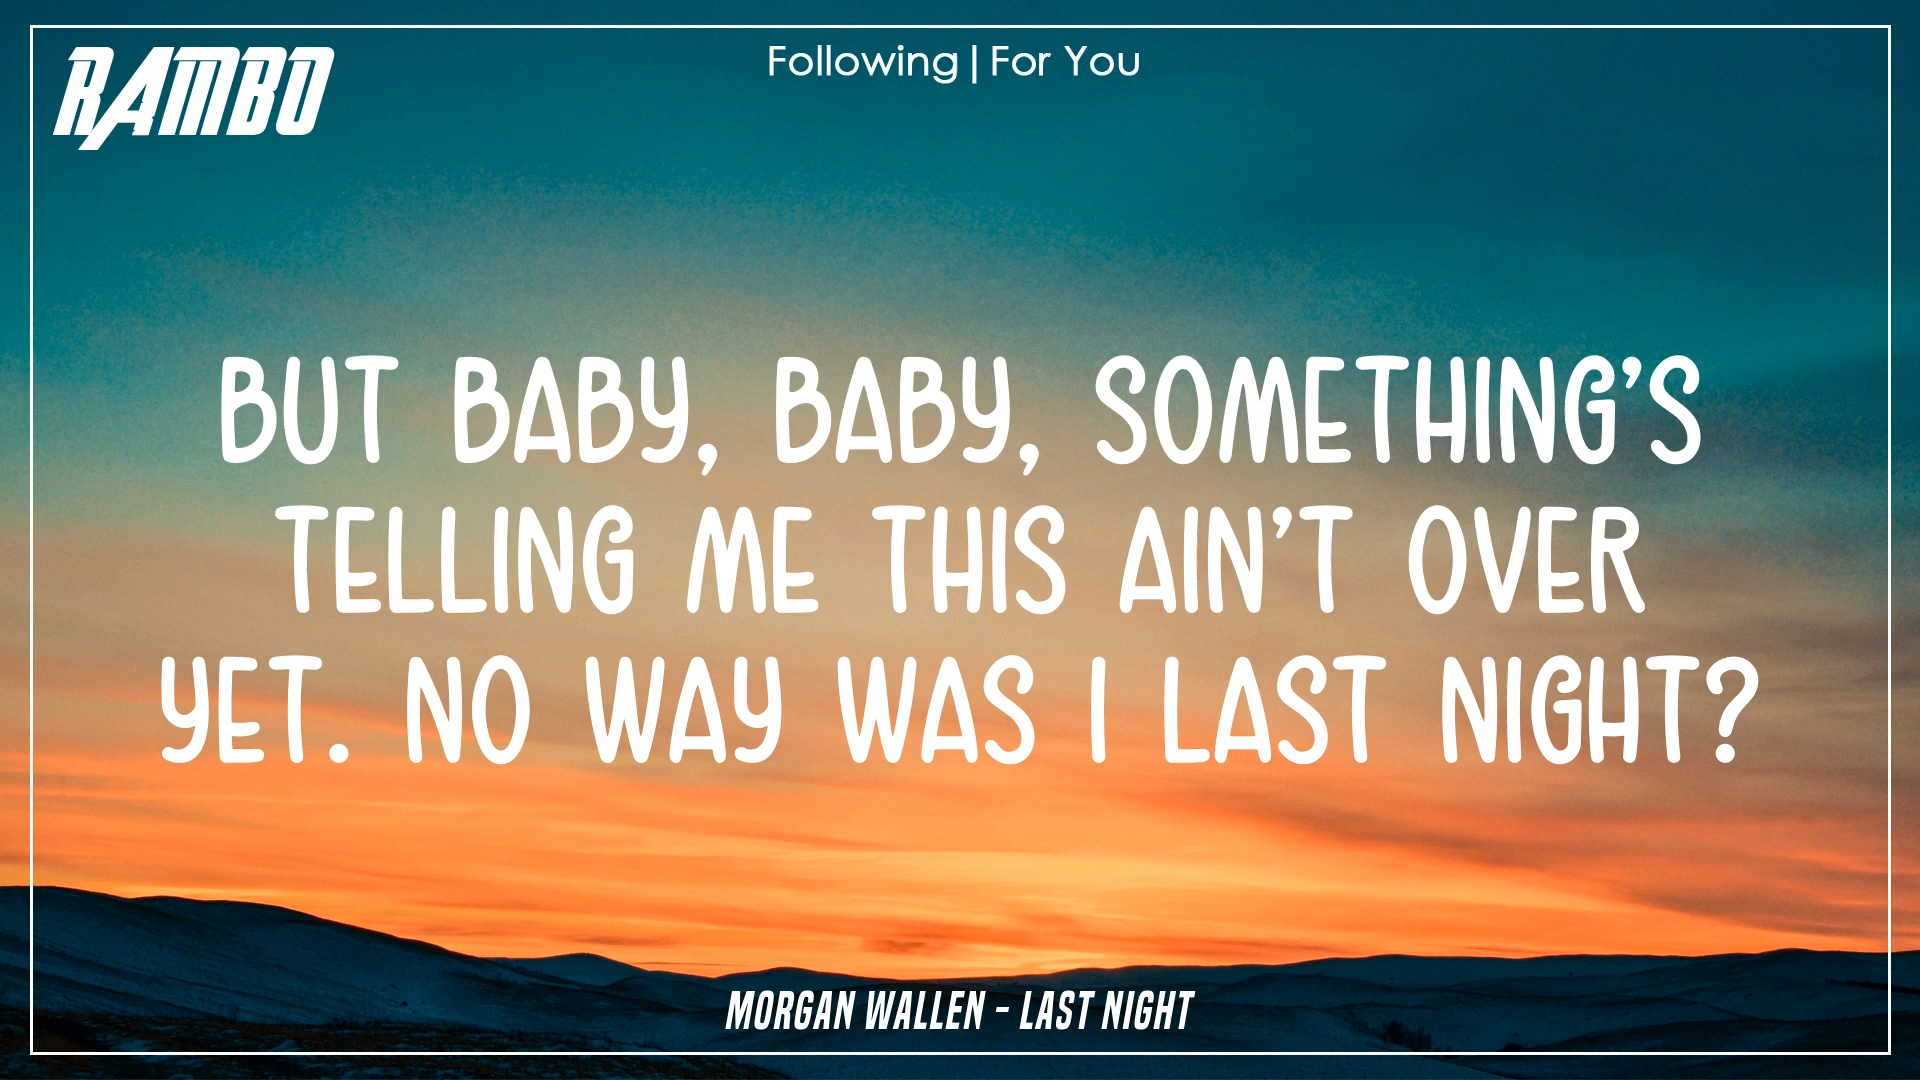 RAMBO
Following | For You
BUT BABY, BABY, SOMETHING'S
TELLING ME THIS AIN'T OVER
YET. NO WAY WAS I LAST NIGHT?
MORGAN WALLEN - LAST NIGHT